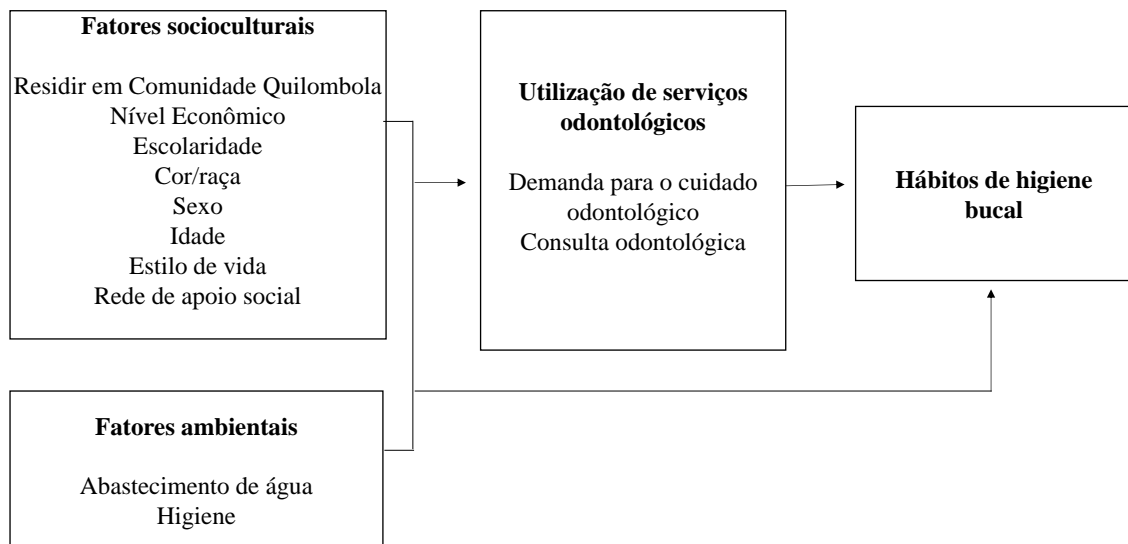 Fatores socioculturais
Residir em Comunidade Quilombola
Nível Econômico
Escolaridade
Cor/raça
Sexo
Idade
Estilo de vida
Rede de apoio social
Fatores ambientais
Abastecimento de água
Higiene
Utilização de serviços
odontológicos
Demanda para o cuidado
odontológico
Consulta odontológica
Hábitos de higiene
bucal